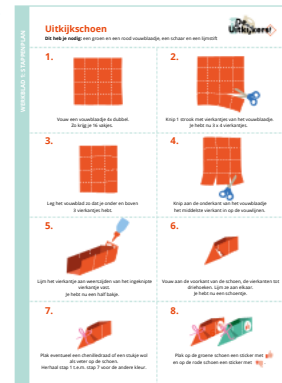 WERKBLAD 1: STAPPENPLAN
Uitkijkschoen
Dit heb je nodig: een groen en een rood vouwblaadje, een schaar en een lijmstift
De
Uitkijkers!
1.
Vouw een vouwblaadje 4x dubbel.
Zo krijg je 16 vakjes.
2.
Knip 1 strook met vierkantjes van het vouwblaadje.
Je hebt nu 3 x 4 vierkantjes.
3.
Leg het vouwblad zo dat je onder en boven
3 vierkantjes hebt.
4.
Knip aan de onderkant van het vouwblaadje
het middelste vierkant in op de vouwlijnen.
5.
Lijm het vierkantje aan weerszijden van het ingeknipte
vierkantje vast.
Je hebt nu een half bakje.
6.
Vouw aan de voorkant van de schoen, de vierkanten tot
driehoeken. Lijm ze aan elkaar.
Je hebt nu een schoentje.
7.
Plak eventueel een chenilledraad of een stukje wol
als veter op de schoen.
Herhaal stap 1 t.e.m. stap 7 voor de andere kleur.
8.
Plak op de groene schoen een sticker met
en op de rode schoen een sticker met